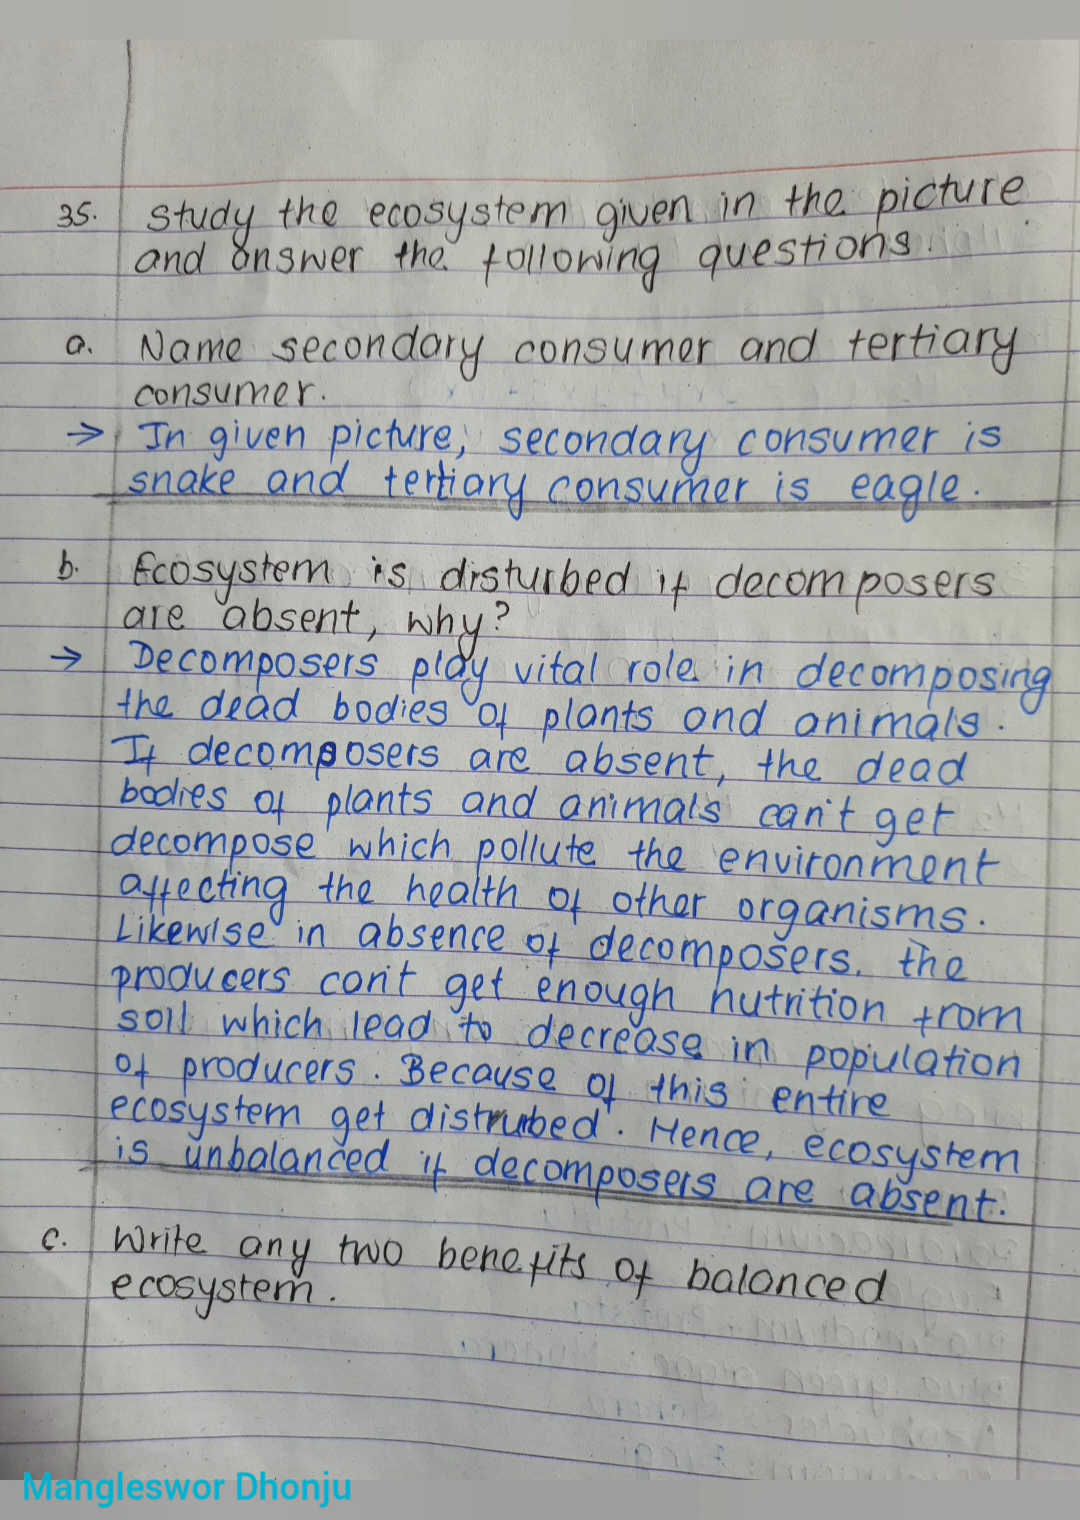 35. Study the ecosystem given in the picture
and answer the following questions.
a. Name secondary consumer and tertiary
consumer.
→ In given picture, secondary consumer is
snake and tertiary consumer is eagle.
b. Ecosystem is disturbed if decomposers
are absent, why?
→ Decomposers play vital role in decomposing
the dead bodies of plants and animals.
If decomposers are absent, the dead
bodies of plants and animals can't get
decompose which pollute the environment
affecting the health of other organisms.
Likewise in absence of decomposers. the
producers can't get enough nutrition from
soil which lead to decrease in population
of producers. Because of this entire
ecosystem get distrubed. Hence, ecosystem
is unbalanced if decomposers are absent.
c. Write any two benefits of balanced
ecosystem.
Mangleswor Dhonju